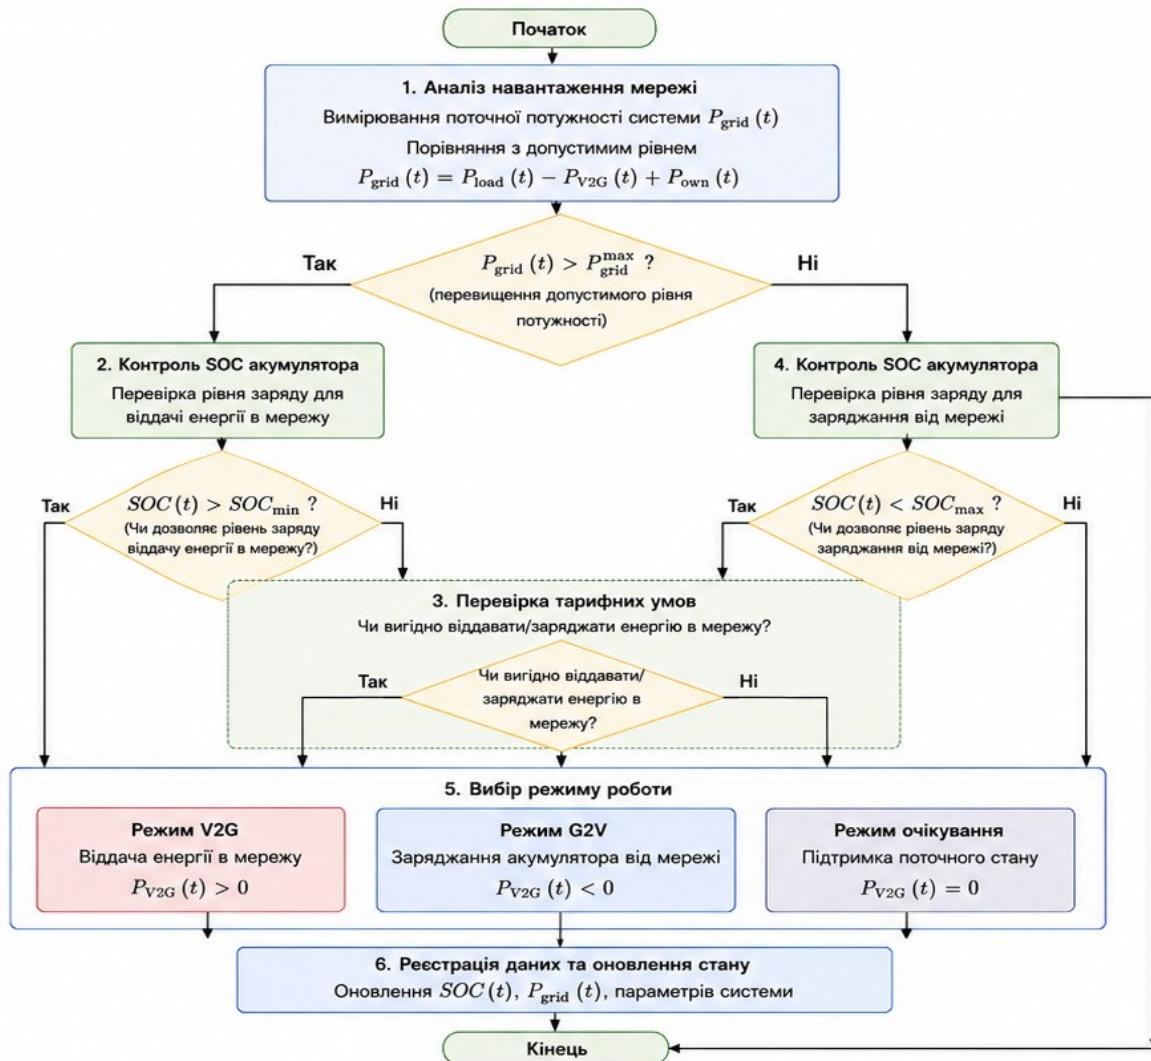 Початок
1. Аналіз навантаження мережі
Вимірювання поточної потужності системи P_grid (t)
Порівняння з допустимим рівнем
P_grid (t) = P_load (t) − P_V2G (t) + P_own (t)
Так
P_grid (t) > P_grid^max ?
(перевищення допустимого рівня
потужності)
Ні
2. Контроль SOC акумулятора
Перевірка рівня заряду для
віддачі енергії в мережу
4. Контроль SOC акумулятора
Перевірка рівня заряду для
заряджання від мережі
Так
SOC (t) > SOC_min ?
(Чи дозволяє рівень заряду
віддачу енергії в мережу?)
Ні
Так
SOC (t) < SOC_max ?
(Чи дозволяє рівень заряду
заряджання від мережі?)
Ні
3. Перевірка тарифних умов
Чи вигідно віддавати/заряджати енергію в мережу?
Так
Чи вигідно віддавати/
заряджати енергію в
мережу?
Ні
5. Вибір режиму роботи
Режим V2G
Віддача енергії в мережу
P_V2G (t) > 0
Режим G2V
Заряджання акумулятора від мережі
P_V2G (t) < 0
Режим очікування
Підтримка поточного стану
P_V2G (t) = 0
6. Реєстрація даних та оновлення стану
Оновлення SOC (t), P_grid (t), параметрів системи
Кінець